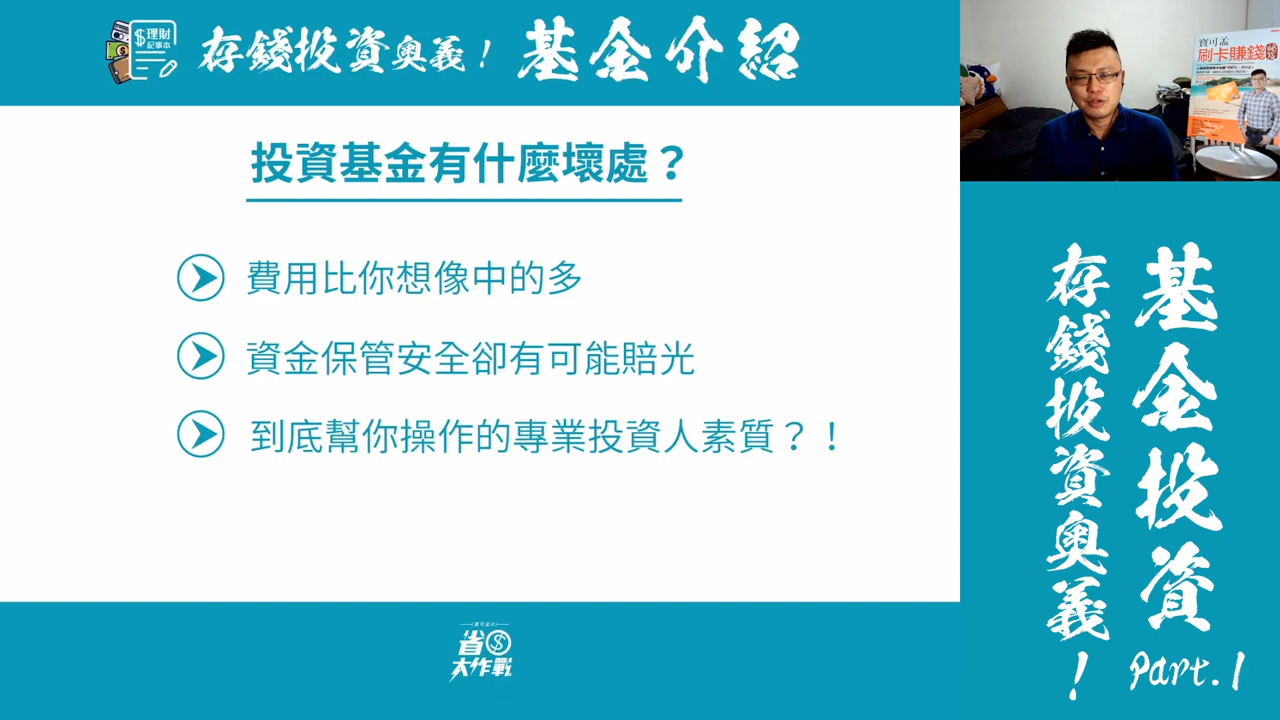 理財
記事本
存錢投資奧義！基金介紹
投資基金有什麼壞處？
費用比你想像中的多
資金保管安全卻有可能賠光
到底幫你操作的專業投資人素質？！
寶可孟
刷卡賺錢
基金投資 Part.1
存錢投資奧義！
省$
大作戰